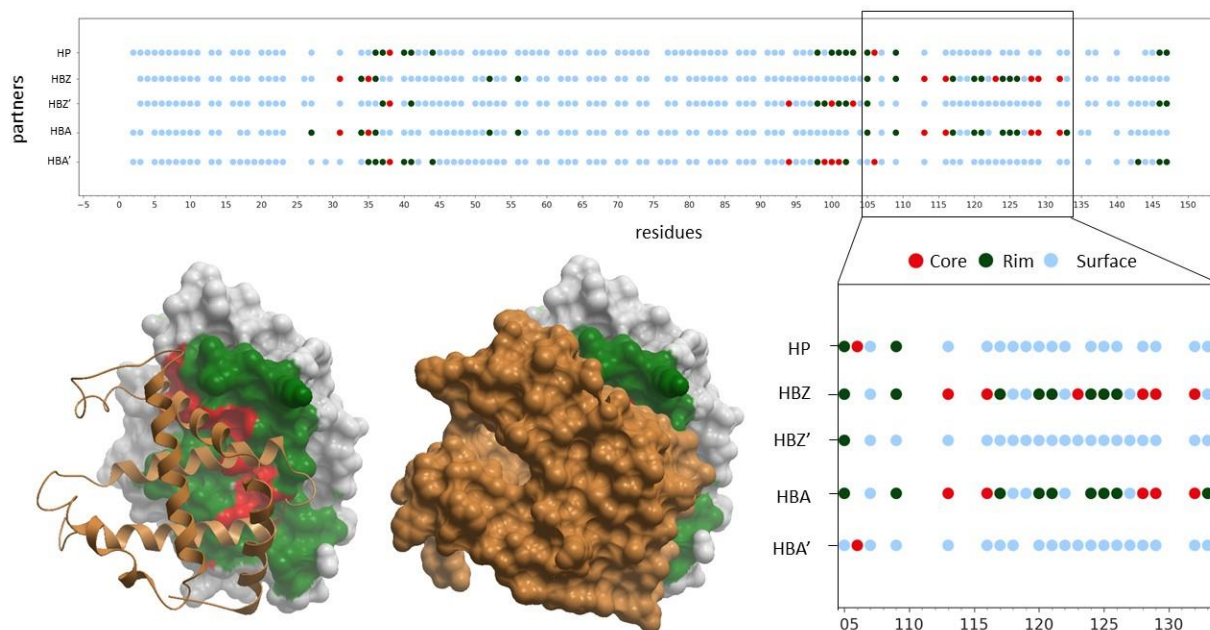 partners
HP
HBZ
HBZ′
HBA
HBA′
−5 0 5 10 15 20 25 30 35 40 45 50 55 60 65 70 75 80 85 90 95 100 105 110 115 120 125 130 135 140 145 150
residues
Core Rim Surface
HP
HBZ
HBZ′
HBA
HBA′
05 110 115 120 125 130